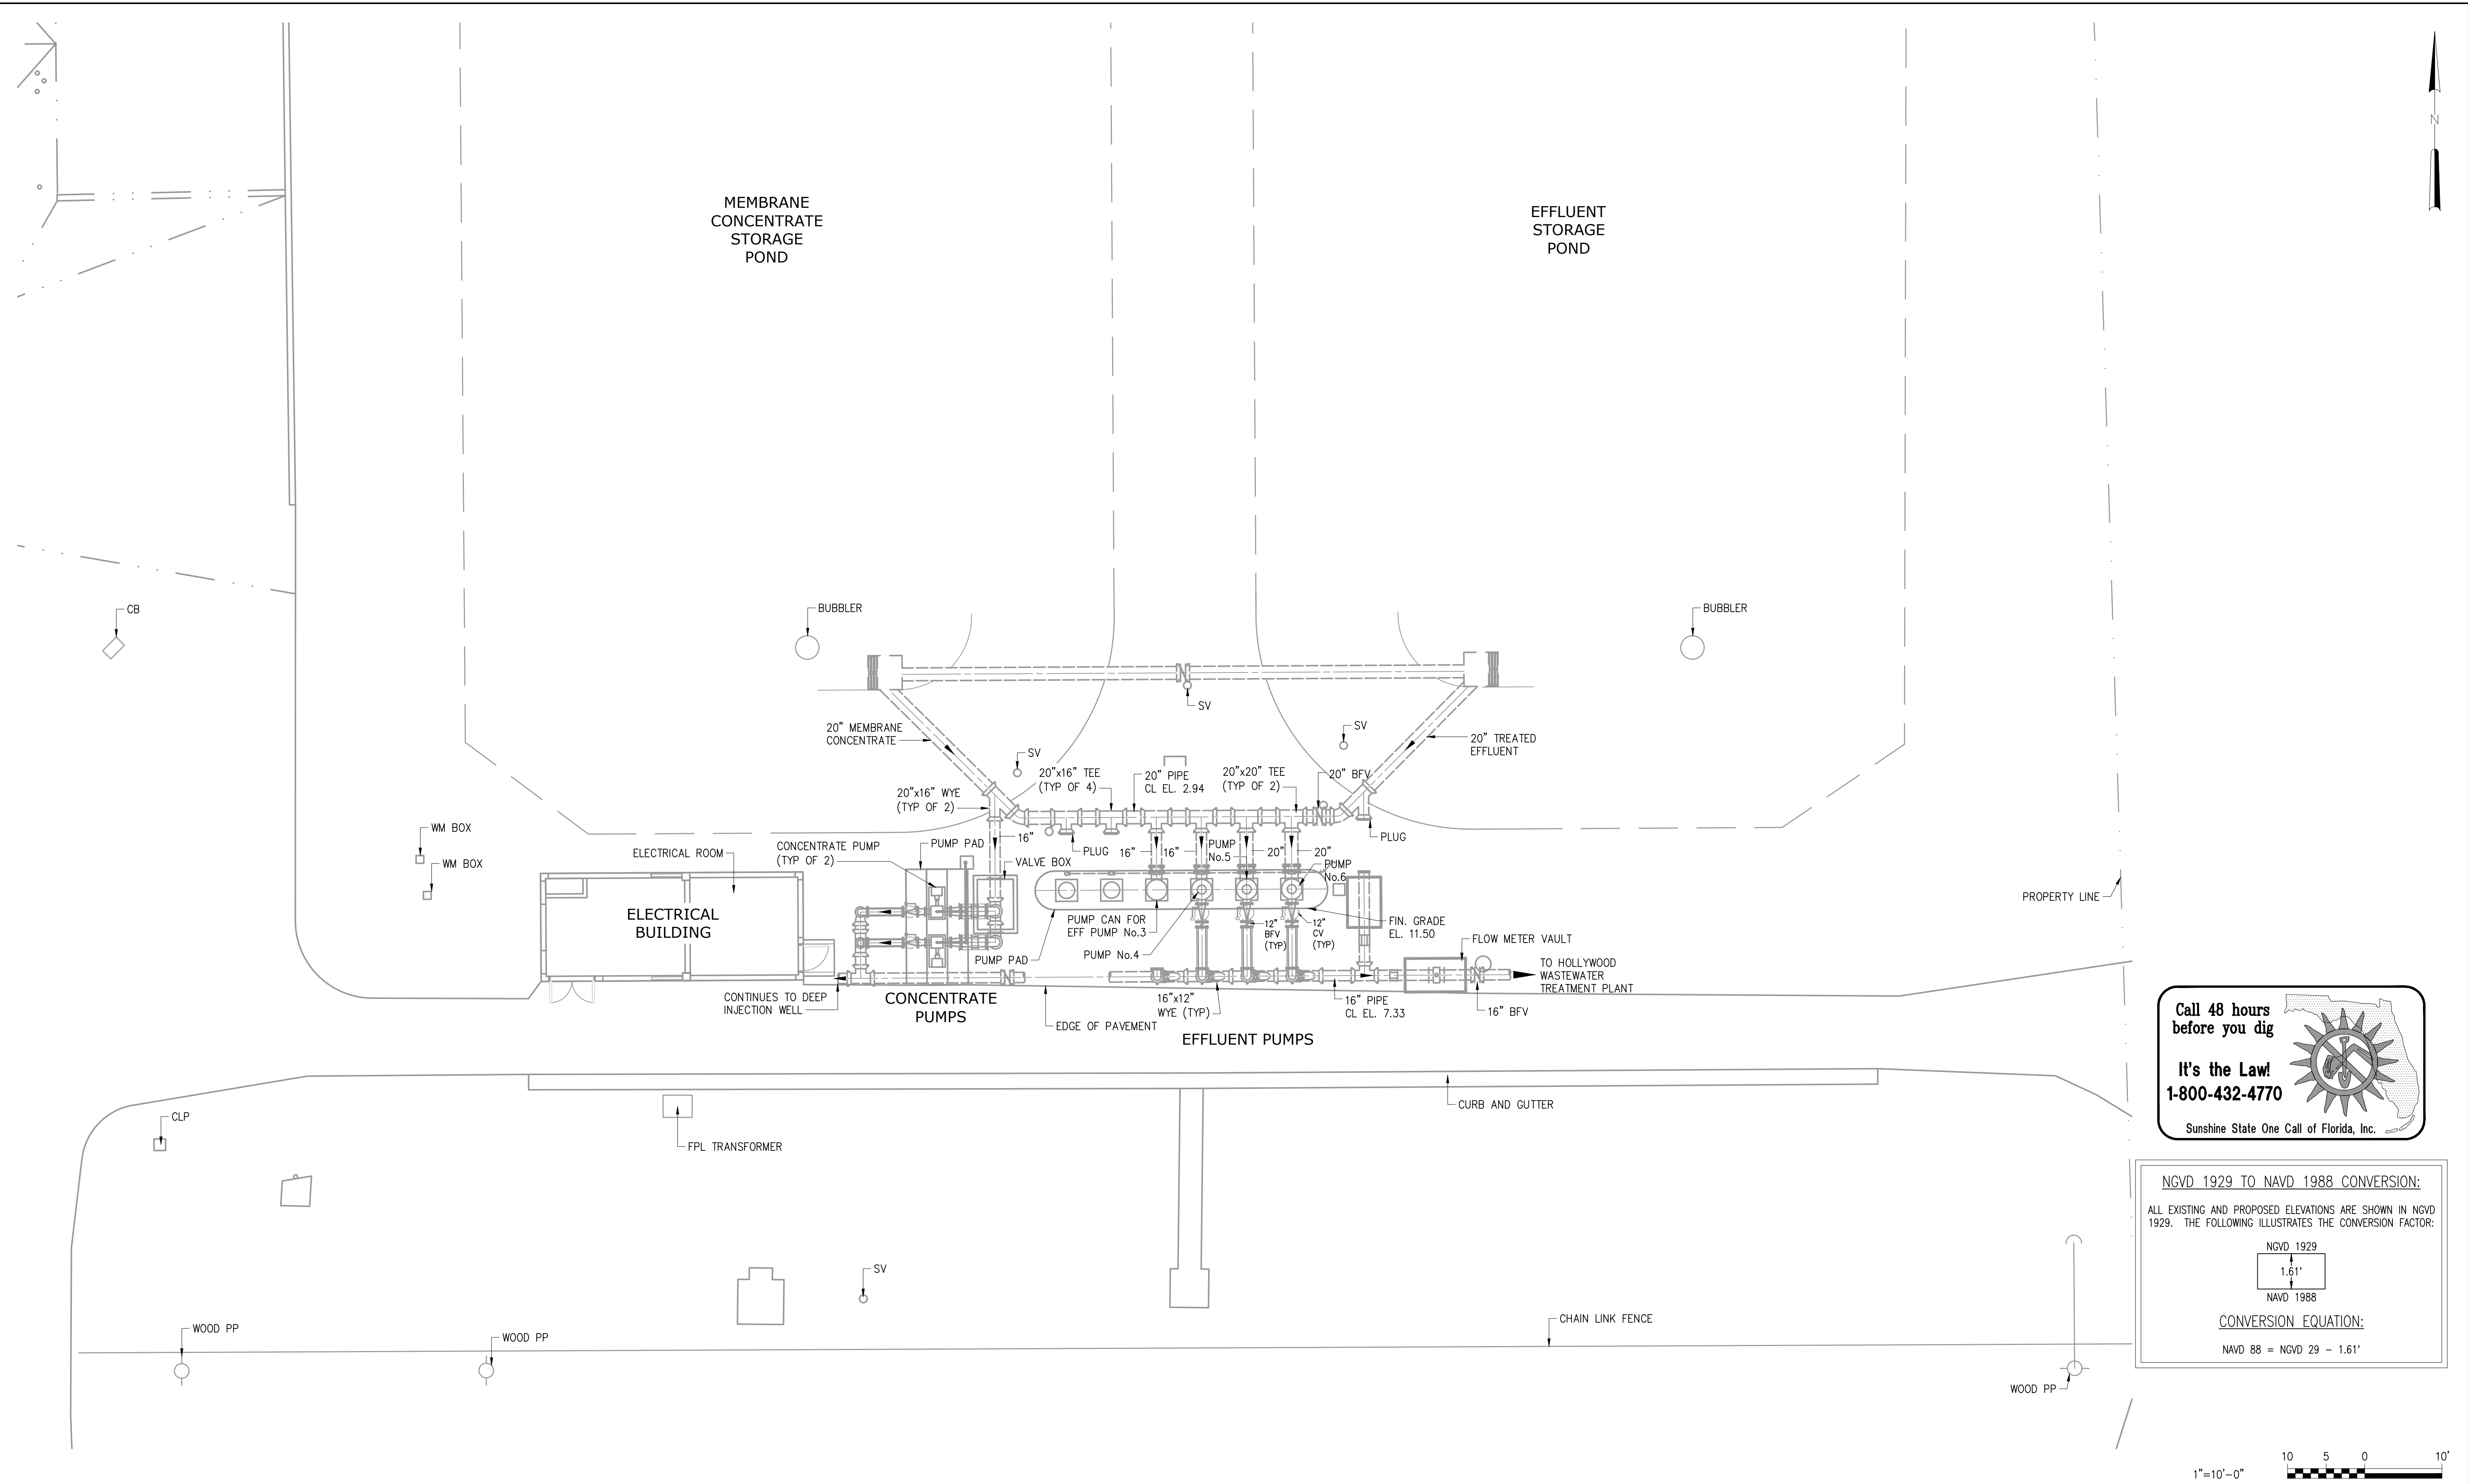 MEMBRANE
CONCENTRATE
STORAGE
POND
EFFLUENT
STORAGE
POND
N
CB
BUBBLER
BUBBLER
SV
SV
SV
20" MEMBRANE
CONCENTRATE
20" TREATED
EFFLUENT
20"x16" TEE
(TYP OF 4)
20" PIPE
CL EL. 2.94
20"x20" TEE
(TYP OF 2)
20" BFV
20"x16" WYE
(TYP OF 2)
WM BOX
WM BOX
ELECTRICAL ROOM
CONCENTRATE PUMP
(TYP OF 2)
PUMP PAD
16"
VALVE BOX
PLUG
16"
16"
PUMP
No.5
20"
20"
PUMP
No.6
PLUG
ELECTRICAL
BUILDING
PUMP CAN FOR
EFF PUMP No.3
PUMP No.4
PUMP PAD
12"
BFV
(TYP)
12"
CV
(TYP)
FIN. GRADE
EL. 11.50
FLOW METER VAULT
TO HOLLYWOOD
WASTEWATER
TREATMENT PLANT
PROPERTY LINE
CONTINUES TO DEEP
INJECTION WELL
CONCENTRATE
PUMPS
EDGE OF PAVEMENT
16"x12"
WYE (TYP)
16" PIPE
CL EL. 7.33
16" BFV
EFFLUENT PUMPS
CURB AND GUTTER
CLP
FPL TRANSFORMER
SV
CHAIN LINK FENCE
WOOD PP
WOOD PP
WOOD PP
Call 48 hours
before you dig
It's the Law!
1-800-432-4770
Sunshine State One Call of Florida, Inc.
NGVD 1929 TO NAVD 1988 CONVERSION:
ALL EXISTING AND PROPOSED ELEVATIONS ARE SHOWN IN NGVD
1929. THE FOLLOWING ILLUSTRATES THE CONVERSION FACTOR:
NGVD 1929
1.61'
NAVD 1988
CONVERSION EQUATION:
NAVD 88 = NGVD 29 - 1.61'
10 5 0 10'
1"=10'-0"